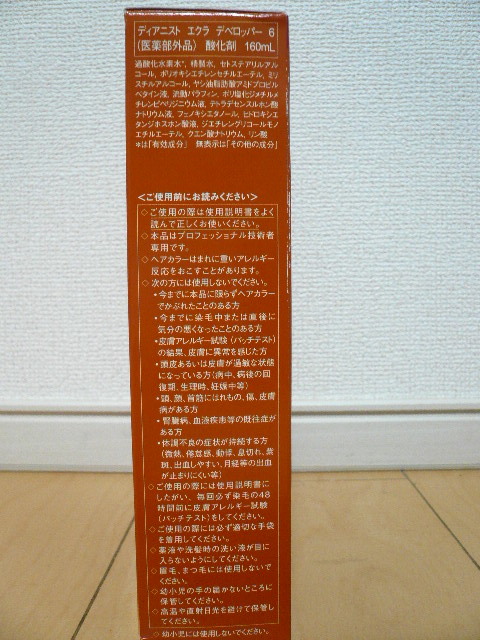 ディアニスト エクラ デベロッパー 6
(医薬部外品) 酸化剤 160mL
過酸化水素水*, 精製水, セトステアリルアル
コール, ポリオキシエチレンセチルエーテル, ミリ
スチルアルコール, ヤシ油脂肪酸アミドプロピル
ベタイン液, 流動パラフィン, ポリ塩化ジメチルメ
チレンピペリジニウム液, テトラデセンスルホン酸
ナトリウム液, フェノキシエタノール, ヒドロキシエ
タンジホスホン酸液, ジエチレングリコールモノ
エチルエーテル, クエン酸ナトリウム, リン酸
*は「有効成分」 無表示は「その他の成分」
<ご使用前にお読みください>
◇ご使用の際は使用説明書をよく
読んで正しくお使いください。
◇本品はプロフェッショナル技術者
専用です。
◇ヘアカラーはまれに重いアレルギー
反応をおこすことがあります。
◇次の方には使用しないでください。
・今までに本品に限らずヘアカラー
でかぶれたことのある方
・今までに染毛中または直後に
気分の悪くなったことのある方
・皮膚アレルギー試験(パッチテスト)
の結果、皮膚に異常を感じた方
・頭皮あるいは皮膚が過敏な状態
になっている方(病中、病後の回
復期、生理時、妊娠中等)
・頭、顔、首筋にはれもの、傷、皮膚
病がある方
・腎臓病、血液疾患等の既往症が
ある方
・体調不良の症状が持続する方
(微熱、倦怠感、動悸、息切れ、紫
斑、出血しやすい、月経等の出血
が止まりにくい等)
◇ご使用の際には使用説明書に
したがい、毎回必ず染毛の48
時間前に皮膚アレルギー試験
(パッチテスト)をしてください。
◇ご使用の際には必ず適切な手袋
を着用してください。
◇薬液や洗髪時の洗い液が目に
入らないようにしてください。
◇眉毛、まつ毛には使用しないで
ください。
◇幼小児の手の届かないところに
保管してください。
◇高温や直射日光を避けて保管し
てください。
◇幼小児には使用しないでください。